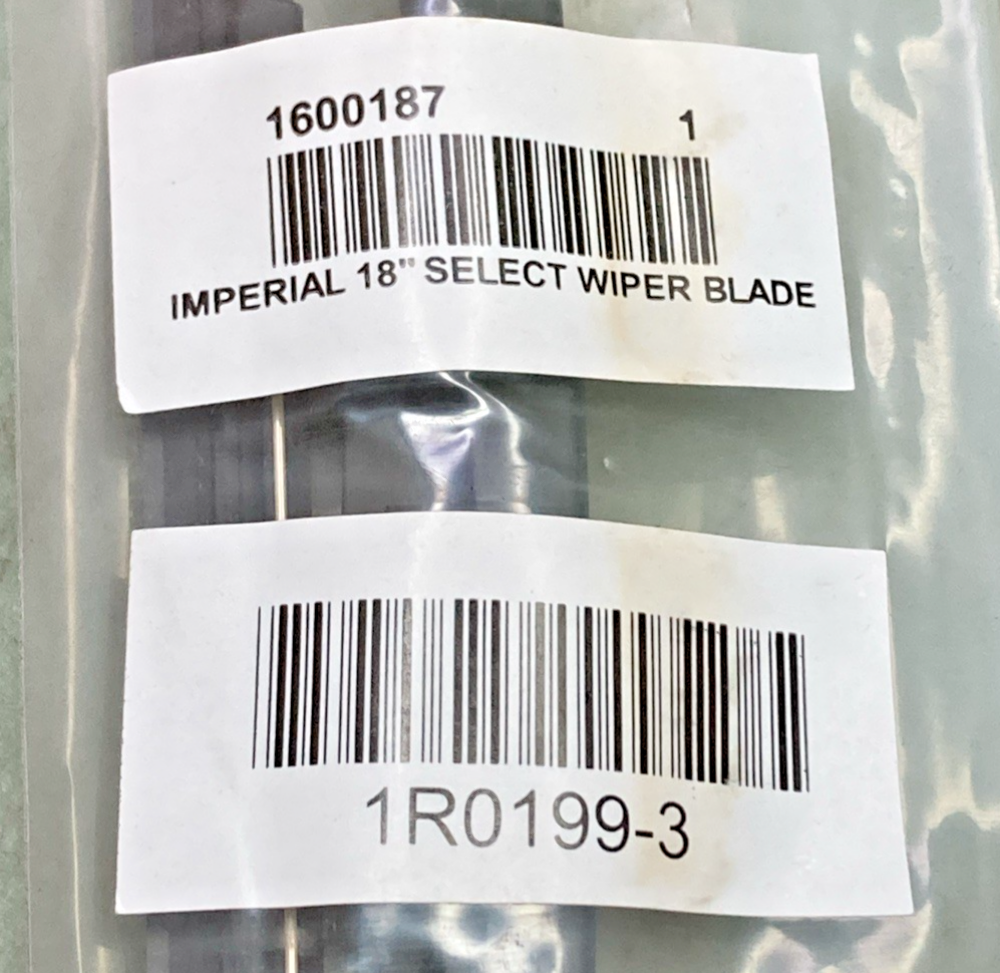 1600187 1
IMPERIAL 18" SELECT WIPER BLADE
1R0199-3